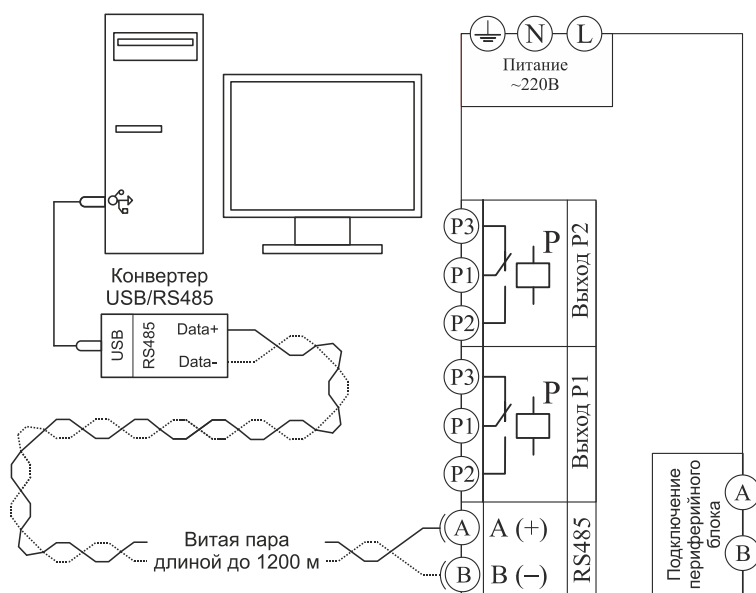 N
L
Питание
~220В
Конвертер
USB/RS485
USB
RS485
Data+
Data-
P3
P1
P2
P
Выход P2
P3
P1
P2
P
Выход P1
Витая пара
длиной до 1200 м
A
A (+)
B
B (−)
RS485
Подключение
периферийного
блока
A
B